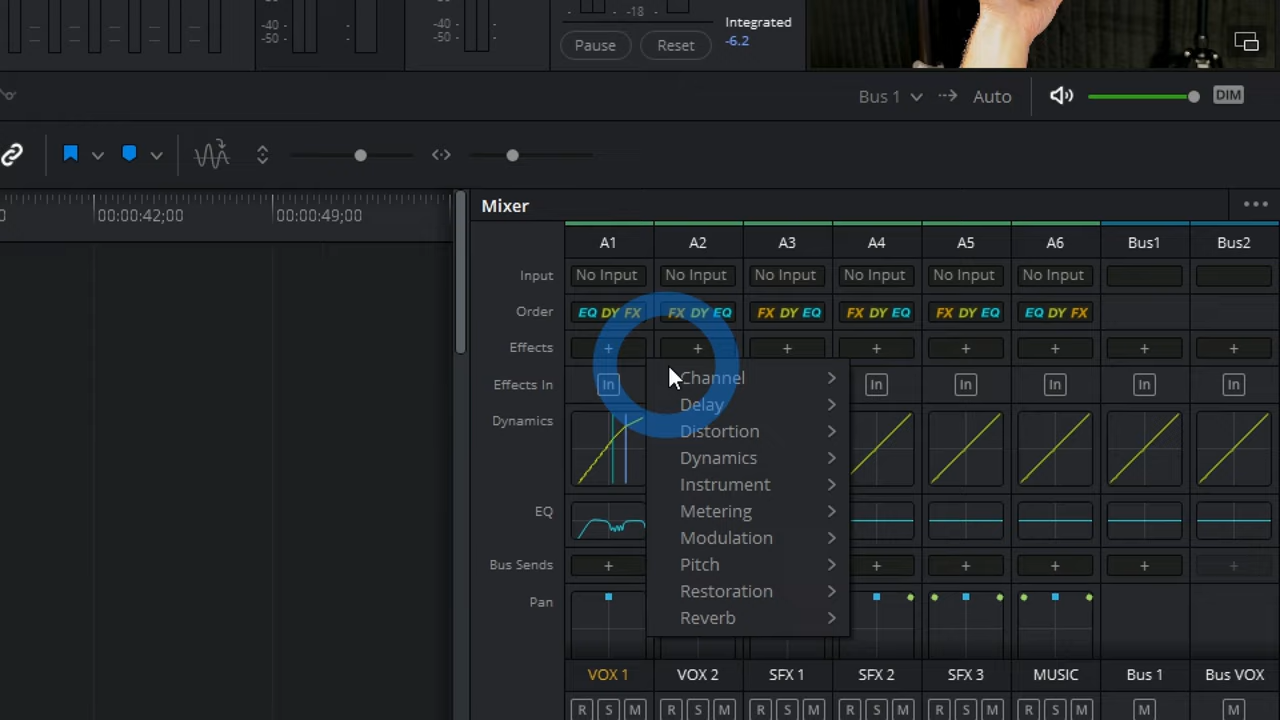 -40
-50
-40
-50
-40
-50
-18
Integrated
-6.2
Pause Reset
Bus 1 Auto DIM
00:00:42;00 00:00:49;00
Mixer
A1 A2 A3 A4 A5 A6 Bus1 Bus2
Input No Input No Input No Input No Input No Input No Input
Order EQ DY FX FX DY EQ FX DY EQ FX DY EQ FX DY EQ EQ DY FX
Effects + + + + + + + +
Effects In In In In In In In
Channel
Delay
Distortion
Dynamics
Instrument
Metering
Modulation
Pitch
Restoration
Reverb
Dynamics
EQ
Bus Sends + + + + + +
Pan
VOX 1 VOX 2 SFX 1 SFX 2 SFX 3 MUSIC Bus 1 Bus VOX
R S M R S M R S M R S M R S M R S M M M